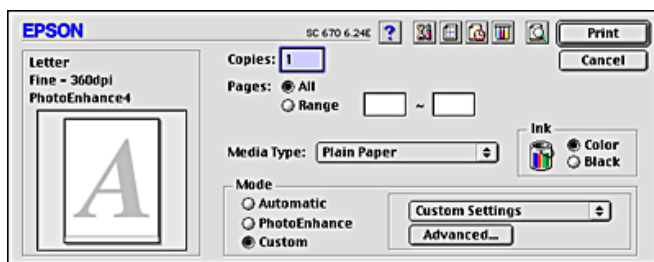 EPSON
SC 670 6.24E
?
Print
Cancel
Letter
Fine - 360dpi
PhotoEnhance4
A
Copies: 1
Pages: All
Range ~
Media Type: Plain Paper
Ink
Color
Black
Mode
Automatic
PhotoEnhance
Custom
Custom Settings
Advanced...